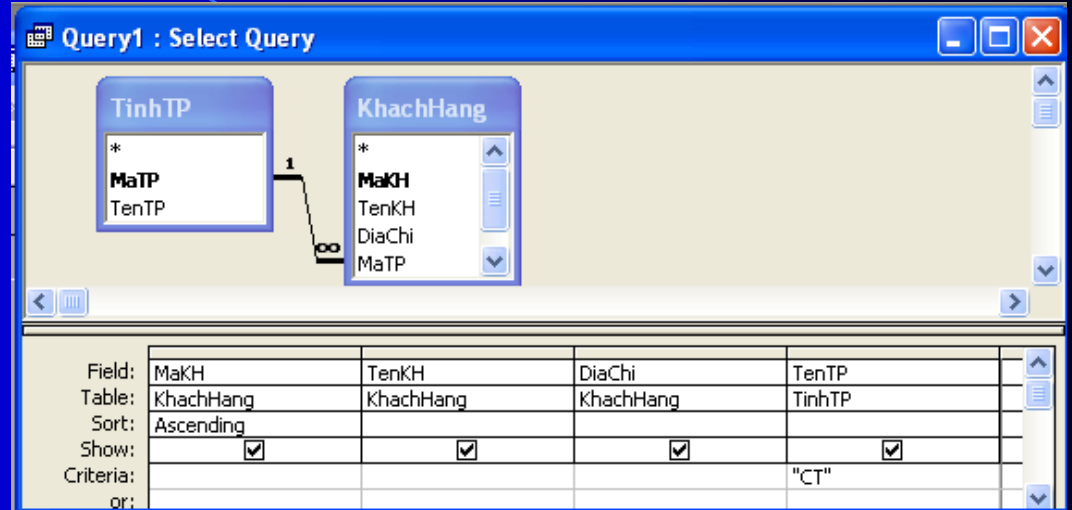 Query1 : Select Query
TinhTP
*
MaTP
TenTP
1
∞
KhachHang
*
MaKH
TenKH
DiaChi
MaTP
Field: MaKH TenKH DiaChi TenTP
Table: KhachHang KhachHang KhachHang TinhTP
Sort: Ascending
Show:
Criteria: "CT"
or: